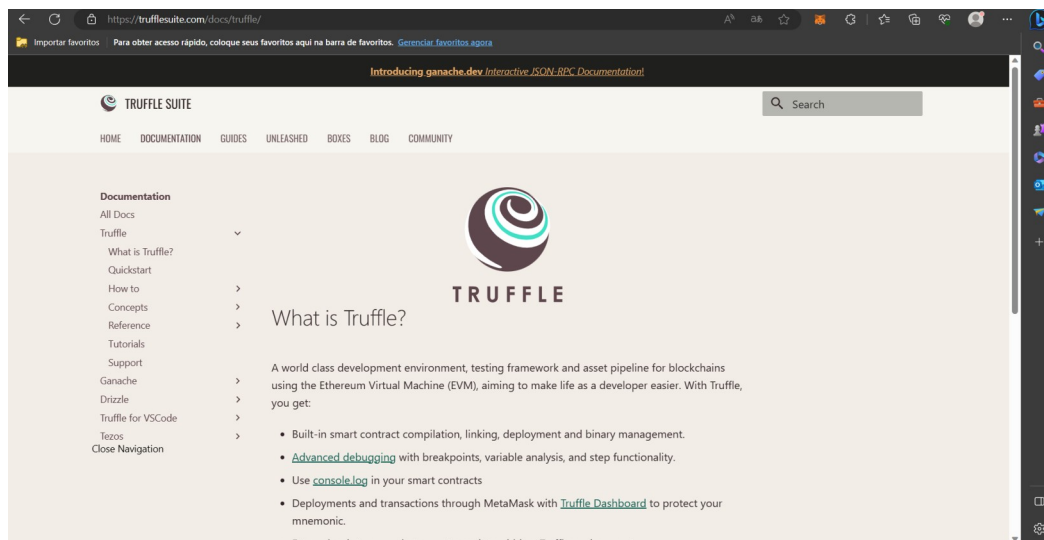 https://trufflesuite.com/docs/truffle/
Importar favoritos
Para obter acesso rápido, coloque seus favoritos aqui na barra de favoritos. Gerenciar favoritos agora
Introducing ganache.dev Interactive JSON-RPC Documentation!
TRUFFLE SUITE
Search
HOME DOCUMENTATION GUIDES UNLEASHED BOXES BLOG COMMUNITY
Documentation
All Docs
Truffle
What is Truffle?
Quickstart
How to
Concepts
Reference
Tutorials
Support
Ganache
Drizzle
Truffle for VSCode
Tezos
Close Navigation
TRUFFLE
What is Truffle?
A world class development environment, testing framework and asset pipeline for blockchains
using the Ethereum Virtual Machine (EVM), aiming to make life as a developer easier. With Truffle,
you get:
• Built-in smart contract compilation, linking, deployment and binary management.
• Advanced debugging with breakpoints, variable analysis, and step functionality.
• Use console.log in your smart contracts
• Deployments and transactions through MetaMask with Truffle Dashboard to protect your
mnemonic.